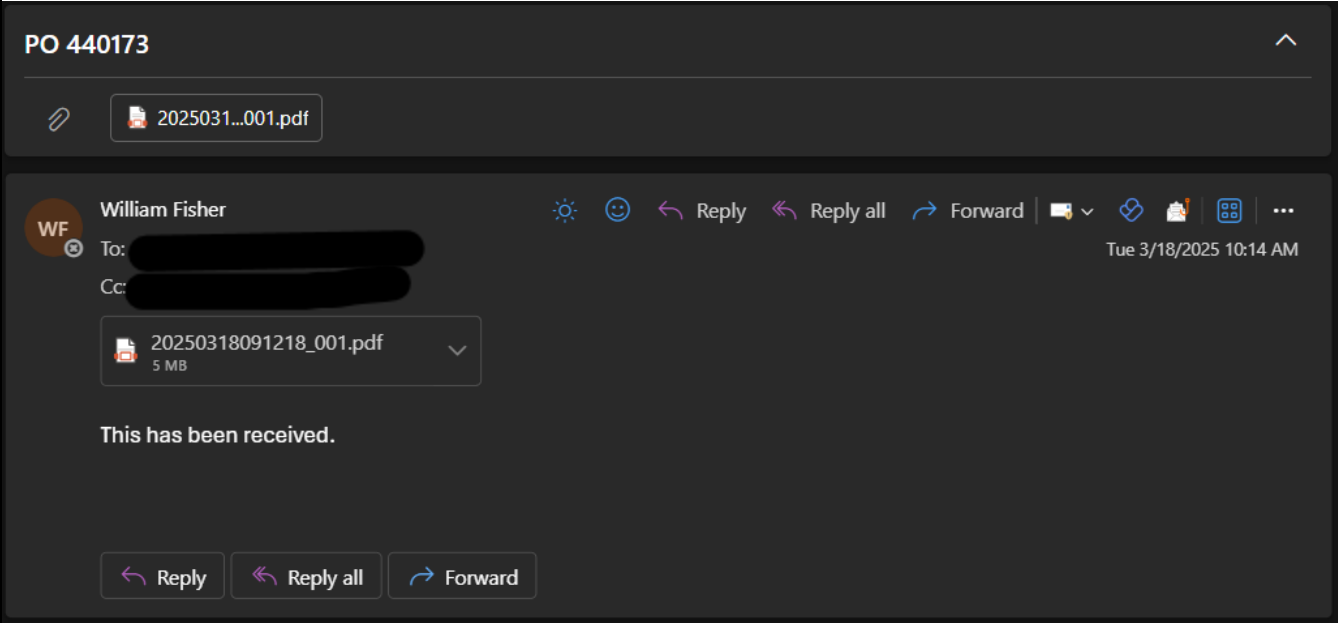 PO 440173
2025031...001.pdf
WF
William Fisher
Reply
Reply all
Forward
To:
Tue 3/18/2025 10:14 AM
Cc:
20250318091218_001.pdf
5 MB
This has been received.
Reply
Reply all
Forward